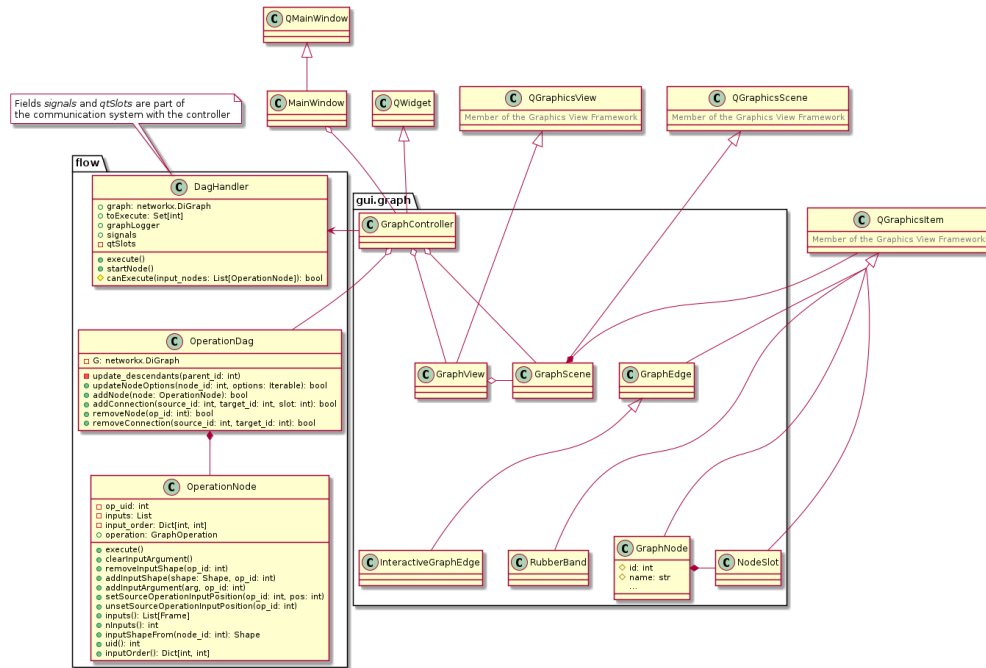 QMainWindow
MainWindow
QWidget
QGraphicsView
Member of the Graphics View Framework
QGraphicsScene
Member of the Graphics View Framework
Fields signals and qtSlots are part
of the communication system with the controller
flow
DagHandler
graph: networkx.DiGraph
toExecute: Set[int]
graphLogger
signals
qtSlots
execute()
startNode()
canExecute(input_nodes: List[OperationNode]): bool
gui.graph
GraphController
QGraphicsItem
Member of the Graphics View Framework
OperationDag
G: networkx.DiGraph
update_descendants(parent_id: int)
updateNodeOptions(node_id: int, options: Iterable): bool
addNode(node: OperationNode): bool
addConnection(source_id: int, target_id: int, slot: int): bool
removeNode(op_id: int): bool
removeConnection(source_id: int, target_id: int): bool
GraphView
GraphScene
GraphEdge
OperationNode
op_uid: int
inputs: List
input_order: Dict[int, int]
operation: GraphOperation
execute()
clearInputArgument()
removeInputShape(op_id: int)
addInputShape(shape: Shape, op_id: int)
addInputArgument(arg, op_id: int)
setSourceOperationInputPosition(op_id: int, pos: int)
unsetSourceOperationInputPosition(op_id: int)
inputs(): List[Frame]
nInputs(): int
inputShapeFrom(node_id: int): Shape
uid(): int
inputOrder(): Dict[int, int]
InteractiveGraphEdge
RubberBand
GraphNode
id: int
name: str
...
NodeSlot